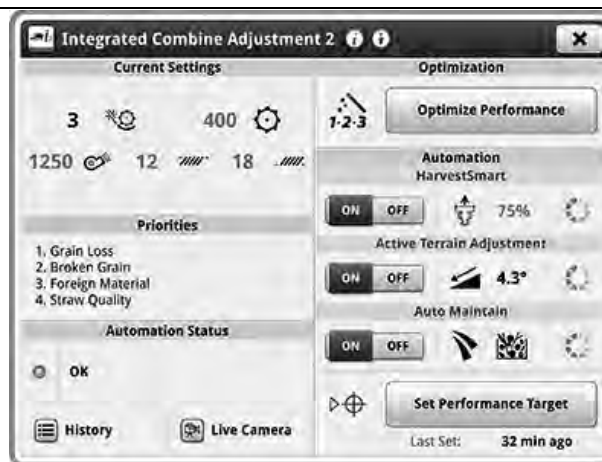 Integrated Combine Adjustment 2
Current Settings
3 400
1250 12 18
Priorities
1. Grain Loss
2. Broken Grain
3. Foreign Material
4. Straw Quality
Automation Status
OK
History Live Camera
Optimization
1-2-3 Optimize Performance
Automation
HarvestSmart
ON OFF 75%
Active Terrain Adjustment
ON OFF 4.3°
Auto Maintain
ON OFF
Set Performance Target
Last Set: 32 min ago